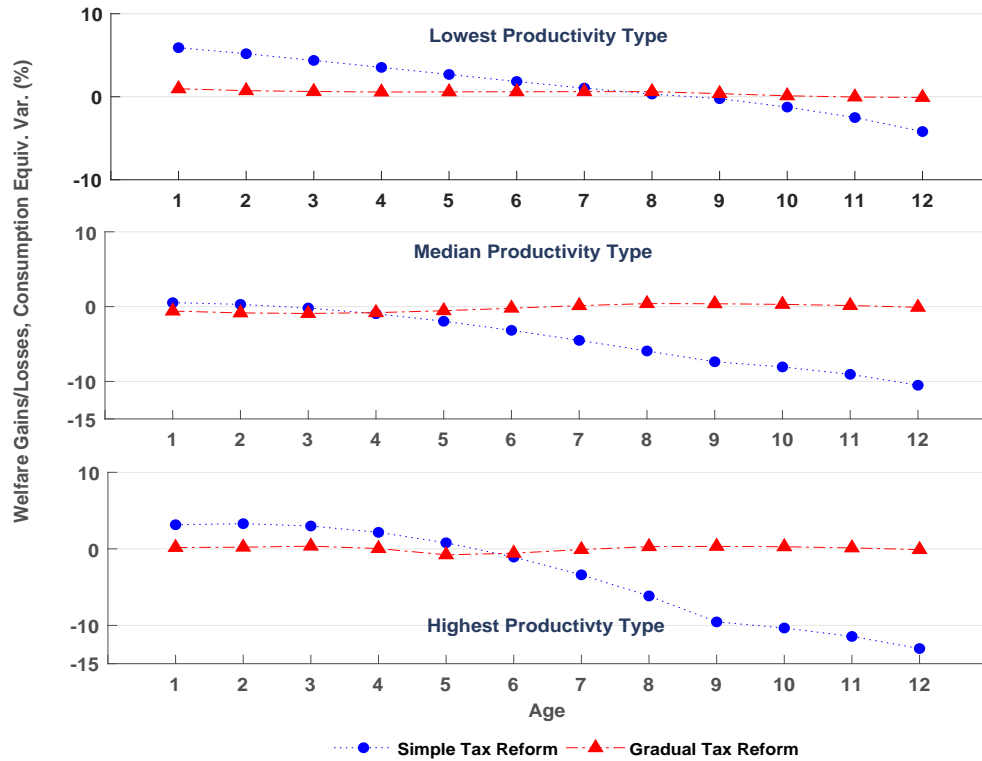 Welfare Gains/Losses, Consumption Equiv. Var. (%)
10
Lowest Productivity Type
0
-10
1 2 3 4 5 6 7 8 9 10 11 12
10
Median Productivity Type
0
-10
-15
1 2 3 4 5 6 7 8 9 10 11 12
10
0
-10
Highest Productivty Type
-15
1 2 3 4 5 6 7 8 9 10 11 12
Age
Simple Tax Reform Gradual Tax Reform